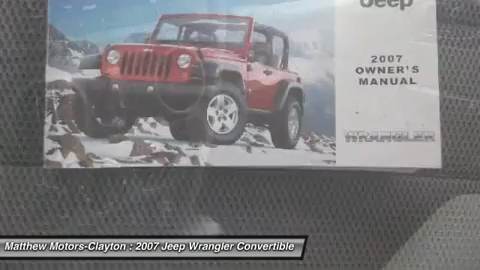 Jeep
2007
OWNER'S
MANUAL
WRANGLER
Matthew Motors-Clayton : 2007 Jeep Wrangler Convertible